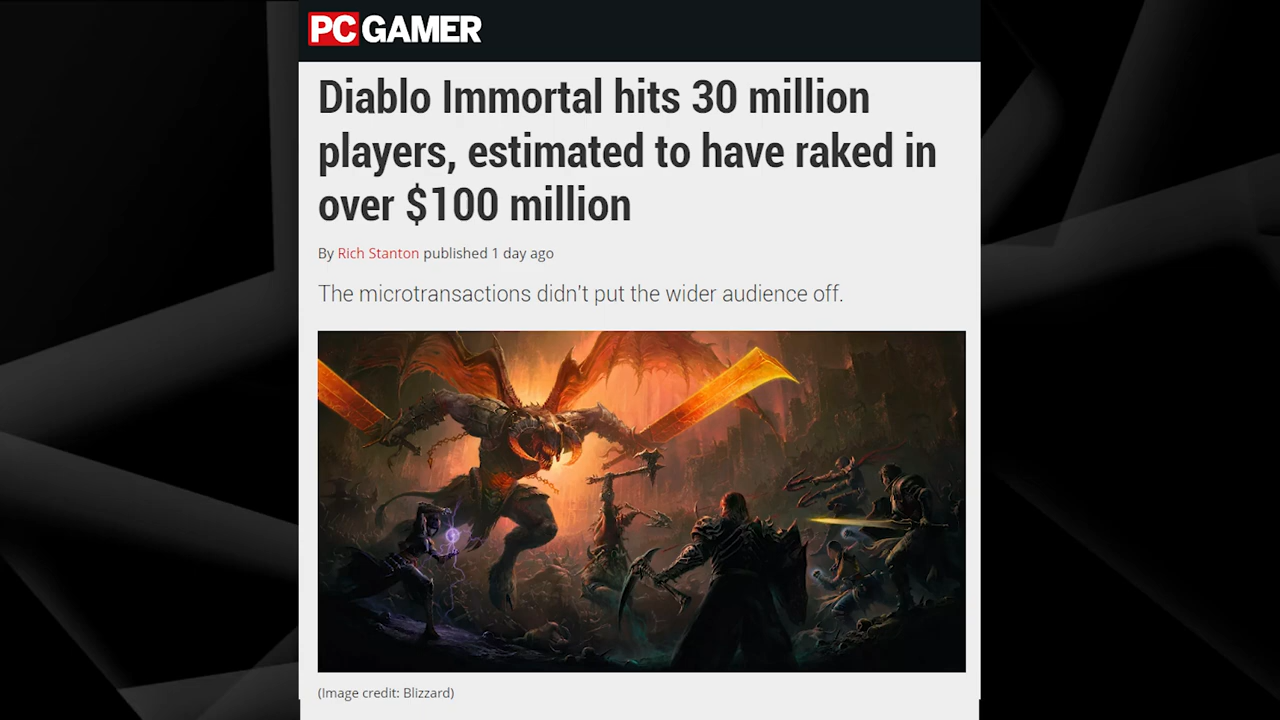 PC GAMER
Diablo Immortal hits 30 million
players, estimated to have raked in
over $100 million
By Rich Stanton published 1 day ago
The microtransactions didn't put the wider audience off.
(Image credit: Blizzard)